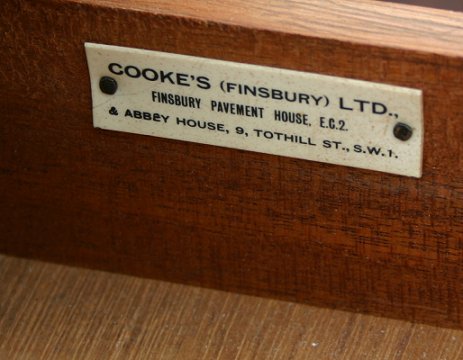 COOKE'S (FINSBURY) LTD.,
FINSBURY PAVEMENT HOUSE. E.C.2.
& ABBEY HOUSE, 9, TOTHILL ST., S.W.1.